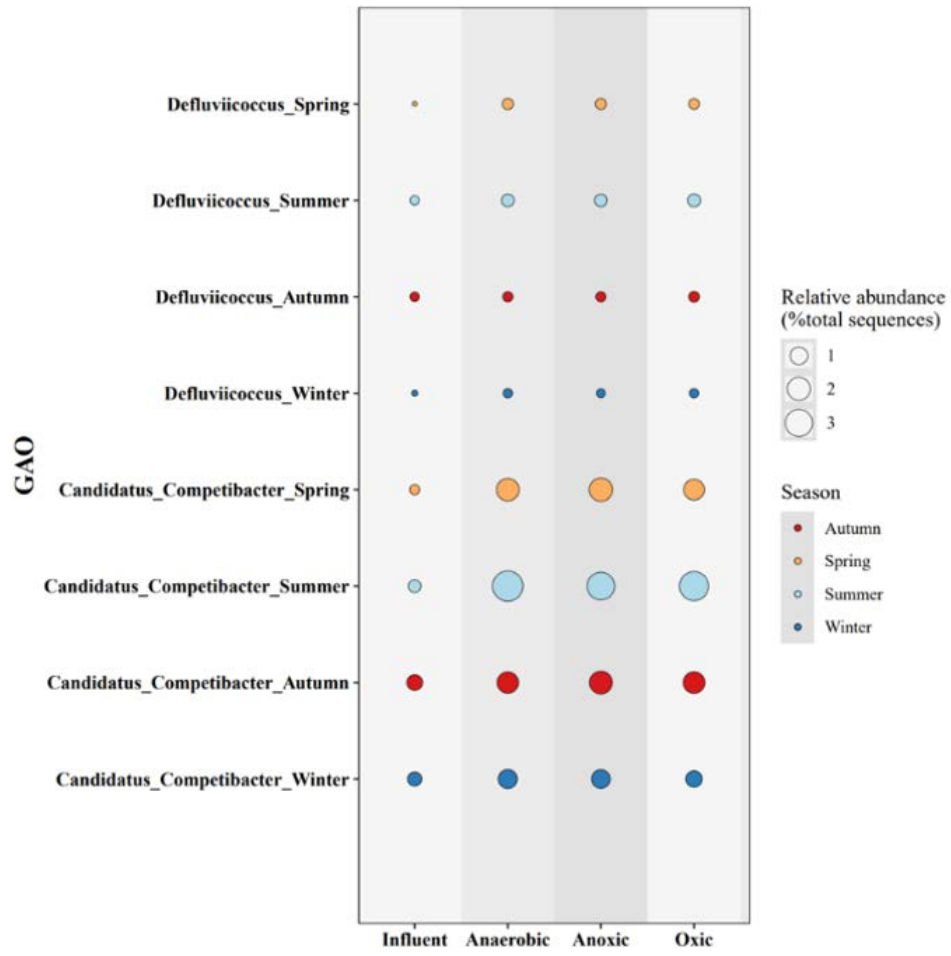 GAO
Defluviicoccus_Spring
Defluviicoccus_Summer
Defluviicoccus_Autumn
Defluviicoccus_Winter
Candidatus_Competibacter_Spring
Candidatus_Competibacter_Summer
Candidatus_Competibacter_Autumn
Candidatus_Competibacter_Winter
Influent Anaerobic Anoxic Oxic
Relative abundance
(%total sequences)
1
2
3
Season
Autumn
Spring
Summer
Winter